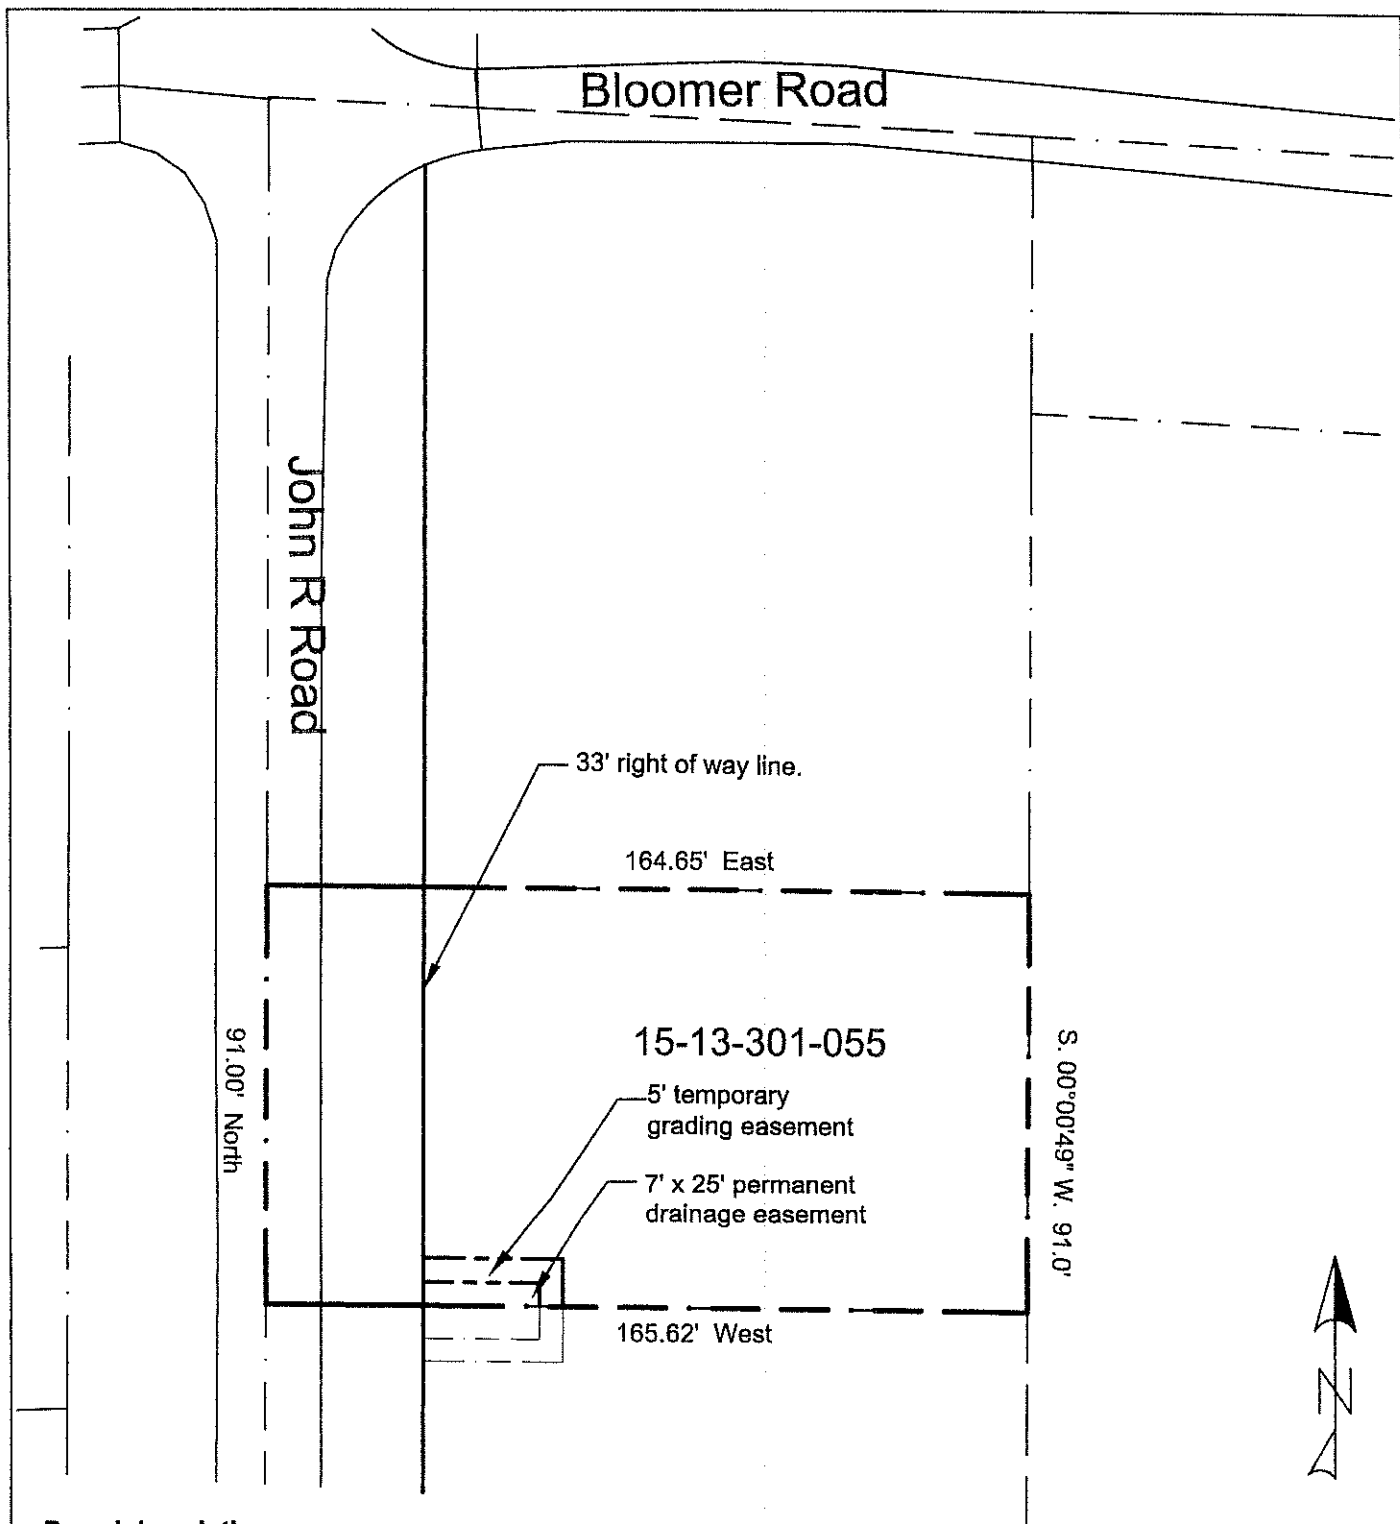 Bloomer Road
John R Road
33' right of way line.
164.65' East
91.00' North
15-13-301-055
S. 00°00'49" W. 91.0'
5' temporary
grading easement
7' x 25' permanent
drainage easement
165.62' West
N